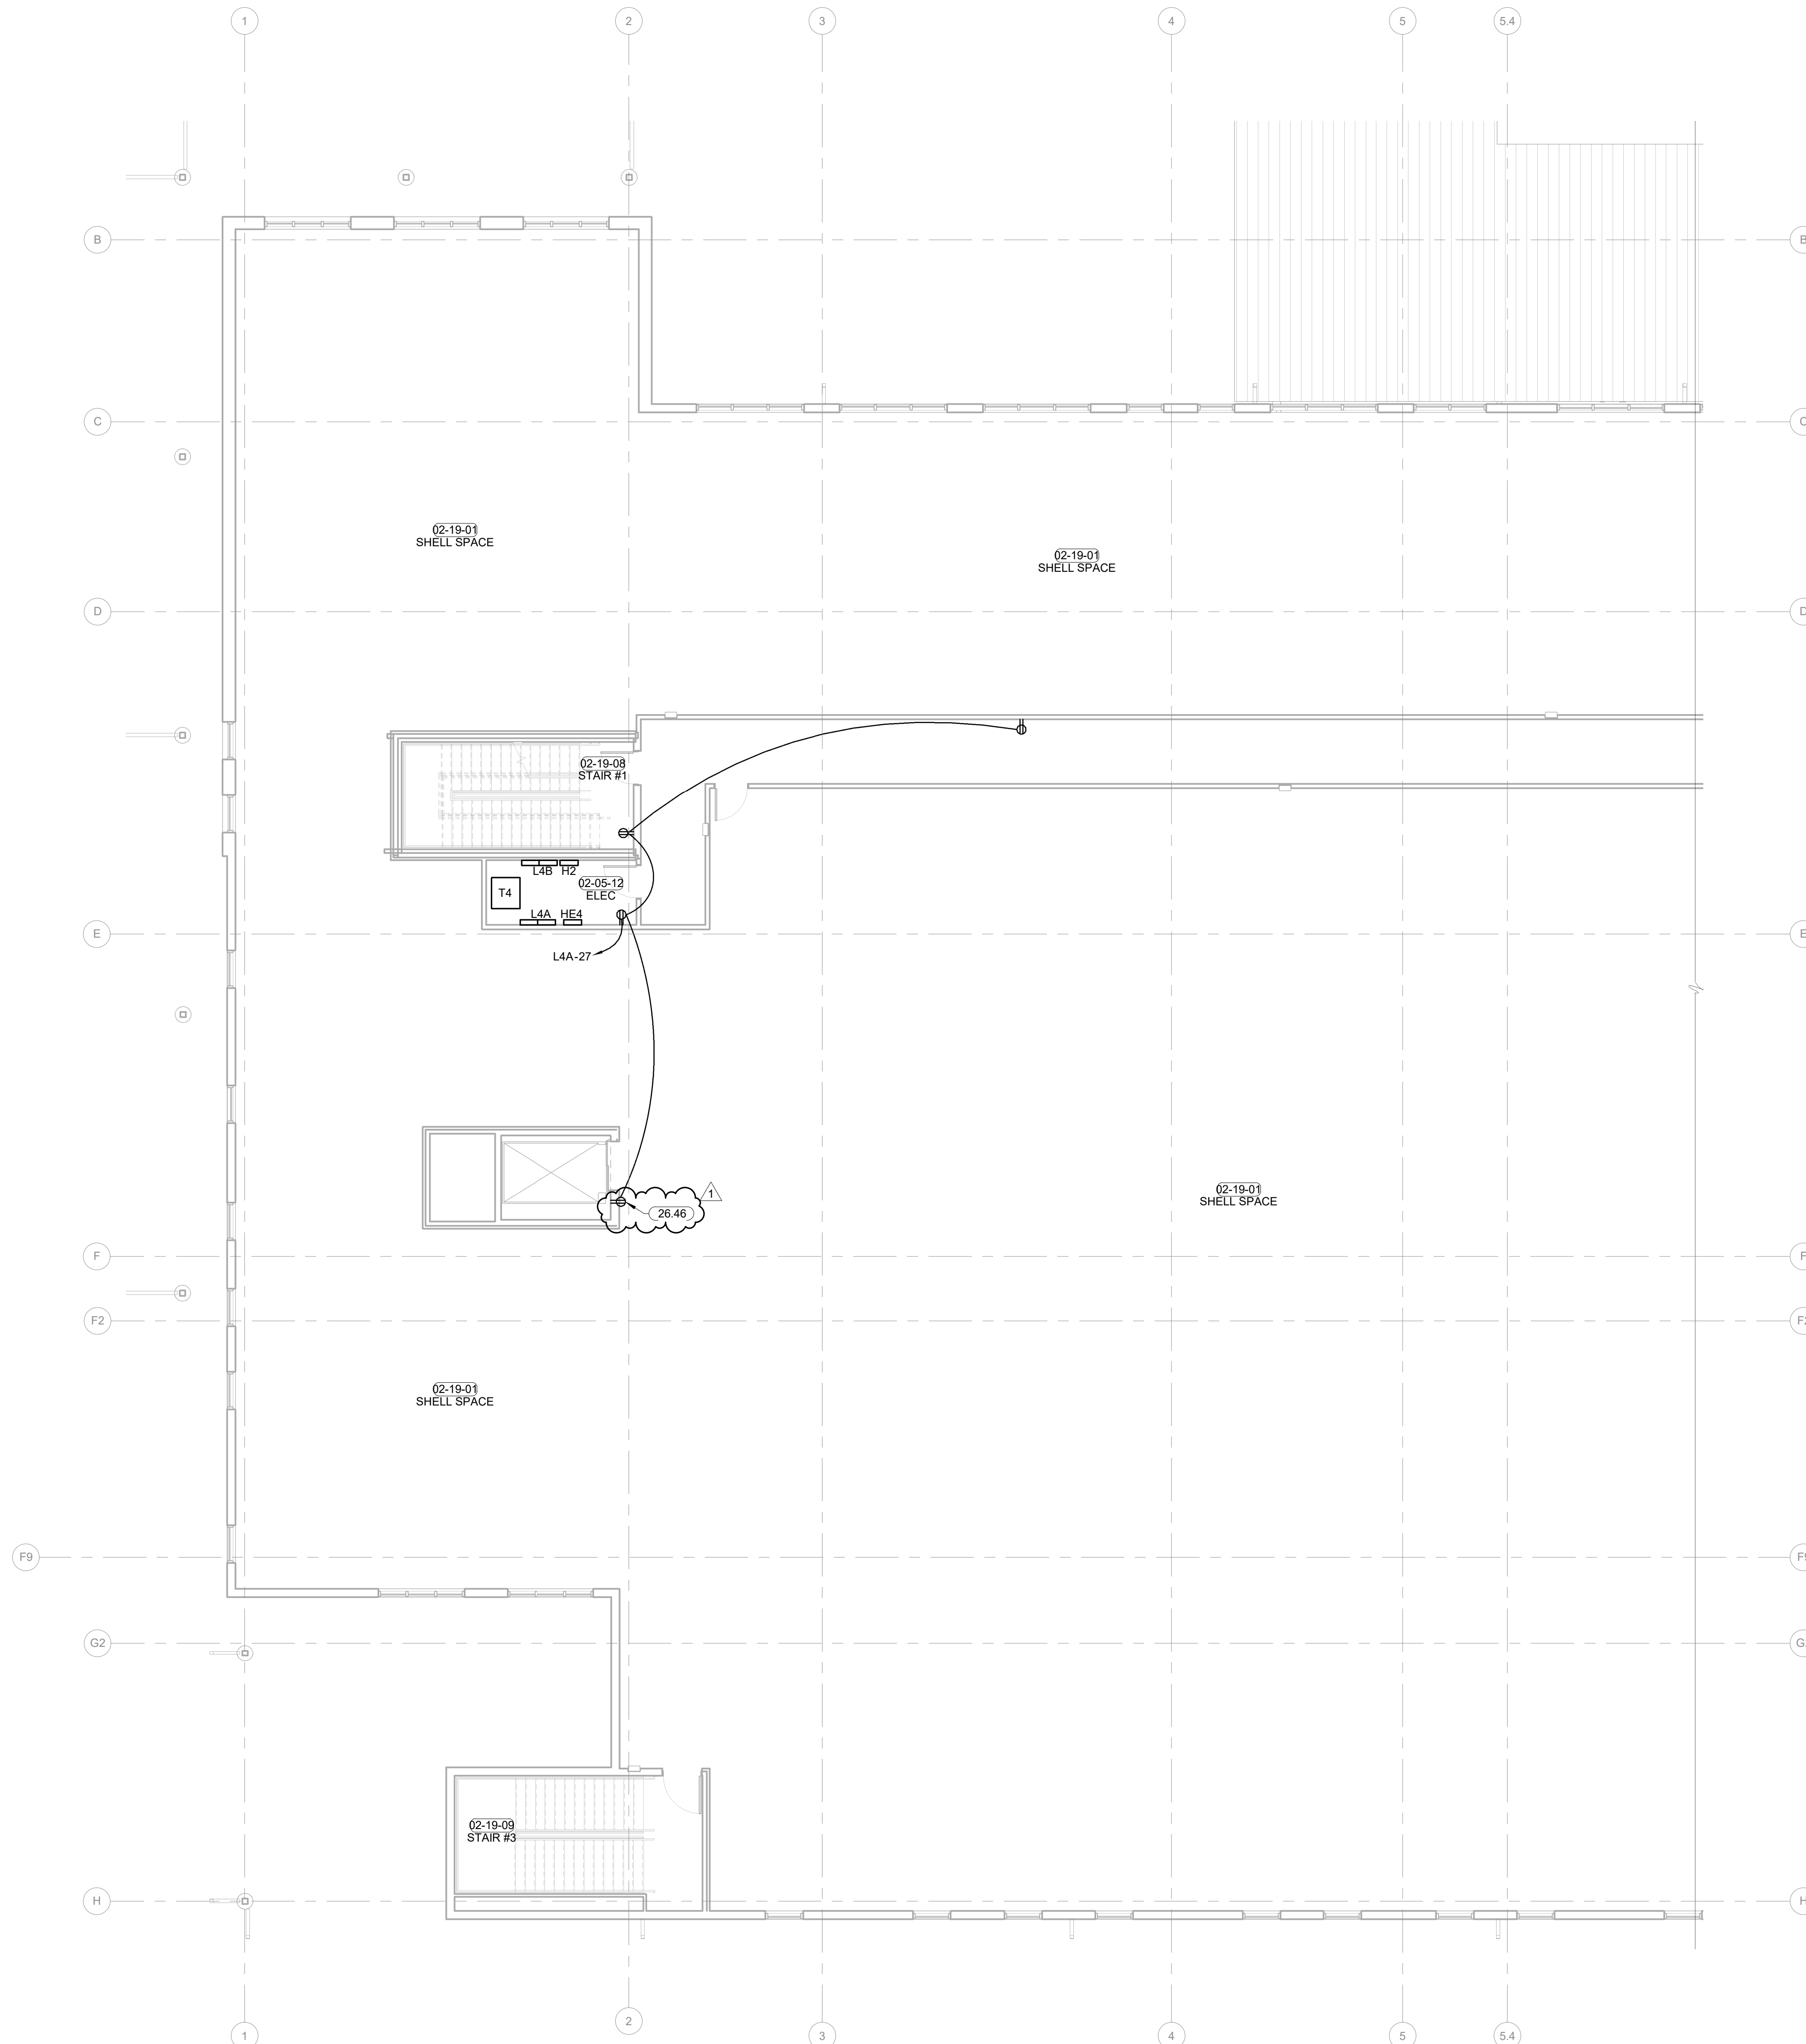 1
2
3
4
5
5.4
B
B
C
C
02-19-01
SHELL SPACE
02-19-01
SHELL SPACE
D
D
02-19-08
STAIR #1
L4B
H2
T4
02-05-12
ELEC
L4A
HE4
E
E
L4A-27
1
26.46
02-19-01
SHELL SPACE
F
F
F2
F2
02-19-01
SHELL SPACE
F9
F9
G2
G
02-19-09
STAIR #3
H
H
1
2
3
4
5
5.4